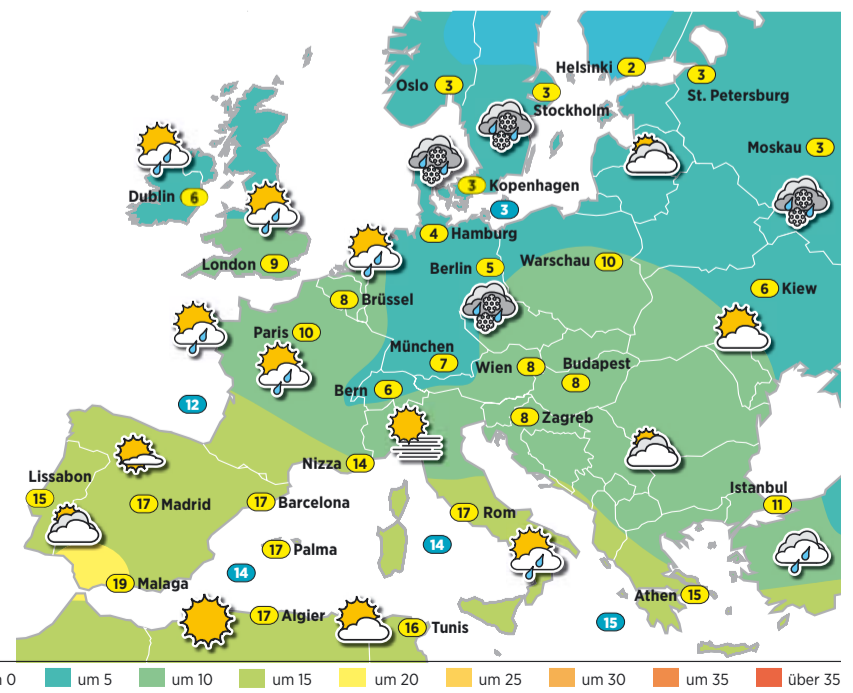 Helsinki 2
Oslo 3
3
St. Petersburg
3
Stockholm
Moskau 3
3 Kopenhagen
Dublin 6
3
4 Hamburg
London 9
Berlin 5
Warschau 10
6 Kiew
8 Brüssel
Paris 10
München
7
Wien 8
Budapest
8
Bern 6
12
8 Zagreb
Nizza 14
Lissabon
15
17 Madrid
17 Barcelona
Istanbul
11
17 Rom
14
17 Palma
14
19 Malaga
Athen 15
17 Algier
16 Tunis
15
0 um 5 um 10 um 15 um 20 um 25 um 30 um 35 über 35